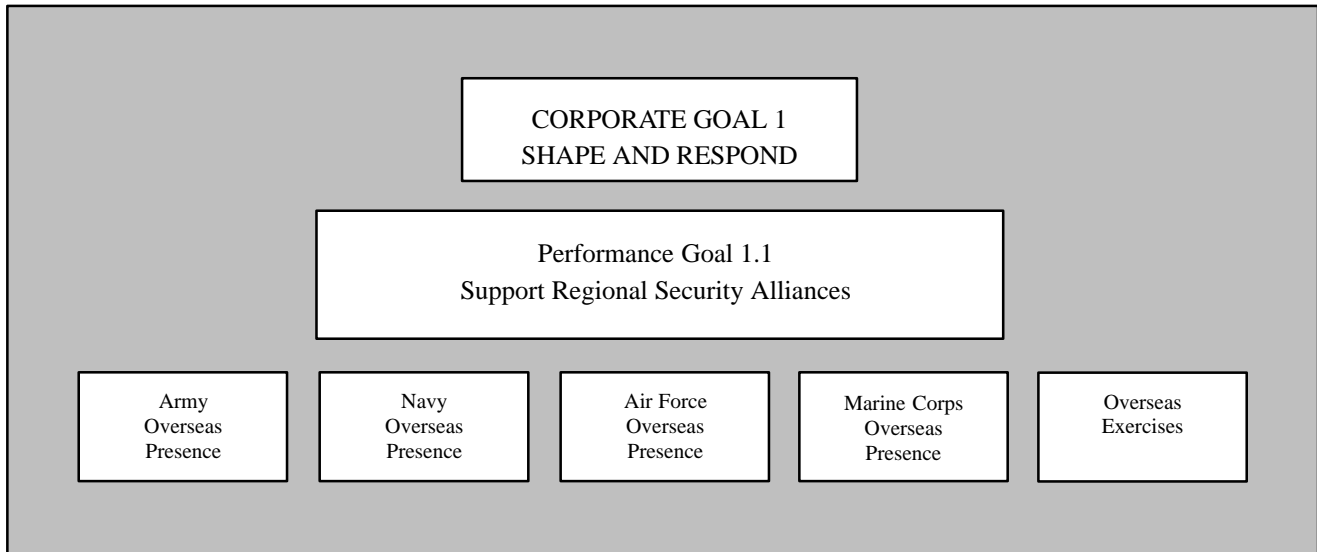 CORPORATE GOAL 1
SHAPE AND RESPOND
Performance Goal 1.1
Support Regional Security Alliances
Army
Overseas
Presence
Navy
Overseas
Presence
Air Force
Overseas
Presence
Marine Corps
Overseas
Presence
Overseas
Exercises